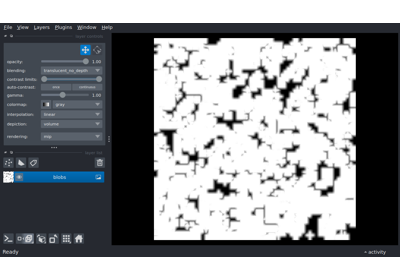 File View Layers Plugins Window Help
opacity: 1.00
blending: translucent_no_depth
contrast limits:
auto-contrast: once continuous
gamma: 1.00
colormap: gray
interpolation: linear
depiction: volume
rendering: mip
blobs
Ready
activity